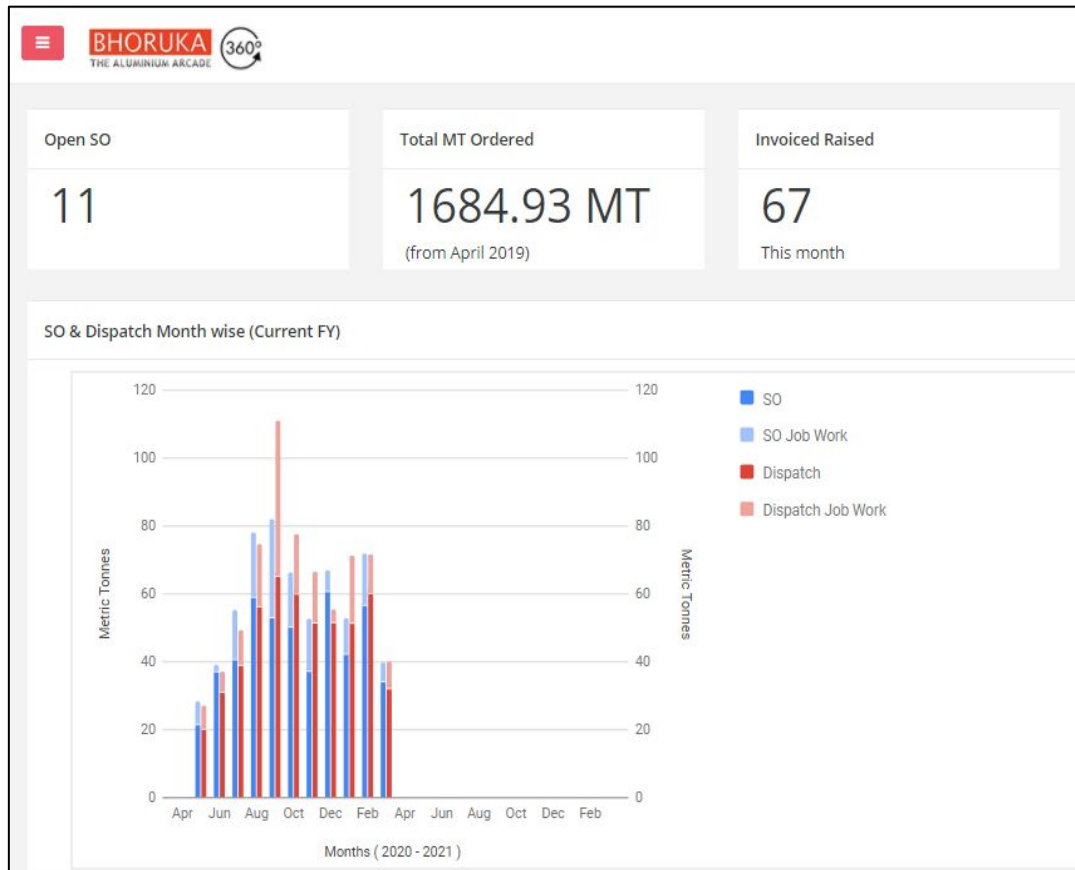 BHORUKA
THE ALUMINIUM ARCADE
360°
Open SO
11
Total MT Ordered
1684.93 MT
(from April 2019)
Invoiced Raised
67
This month
SO & Dispatch Month wise (Current FY)
120
100
80
60
40
20
0
Metric Tonnes
120
100
80
60
40
20
0
Metric Tonnes
Apr Jun Aug Oct Dec Feb Apr Jun Aug Oct Dec Feb
Months ( 2020 - 2021 )
SO
SO Job Work
Dispatch
Dispatch Job Work